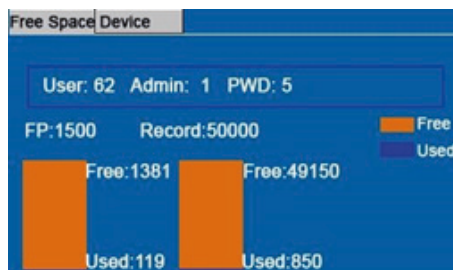 Free Space Device
User: 62 Admin: 1 PWD: 5
FP:1500 Record:50000
Free
Used
Free:1381 Free:49150
Used:119 Used:850